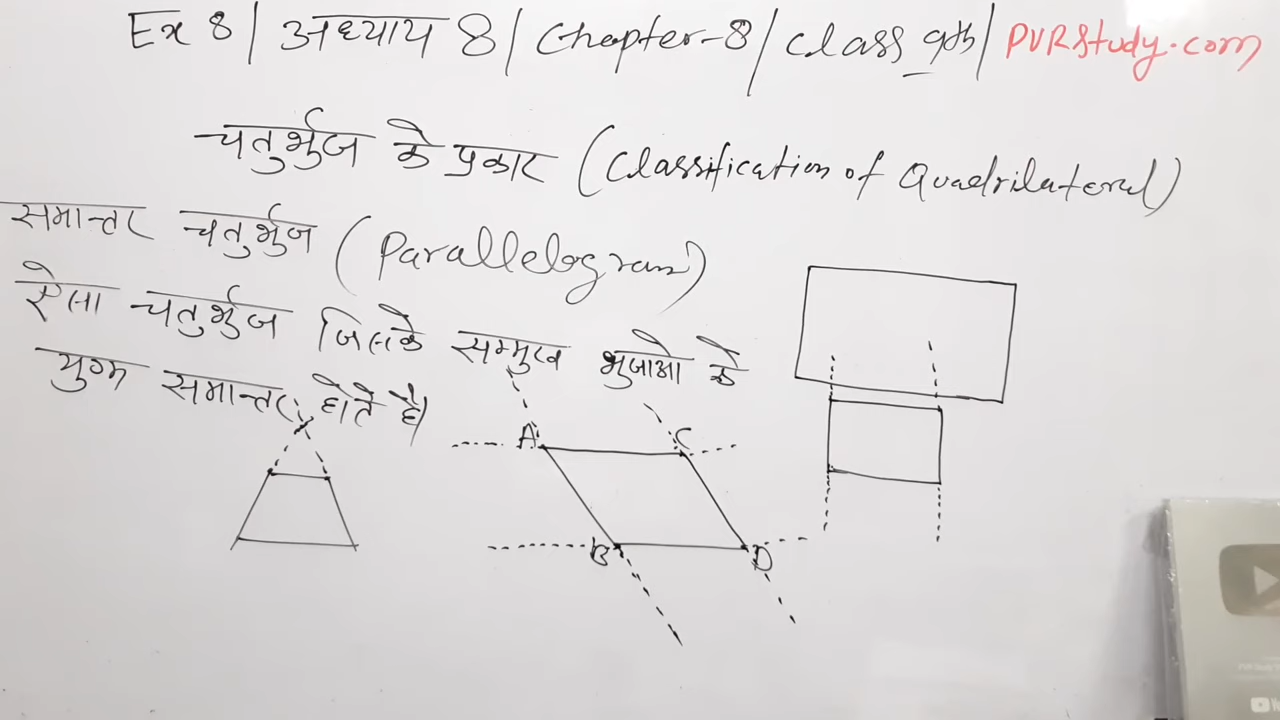 Ex 8 | अध्याय 8 | Chapter-8 | Class 9th | PVRStudy.com
चतुर्भुज के प्रकार (Classification of Quadrilateral)
समान्तर चतुर्भुज (Parallelogram)
ऐसा चतुर्भुज जिसके सम्मुख भुजाओ के
युग्म समान्तर होते है।
A C
B D